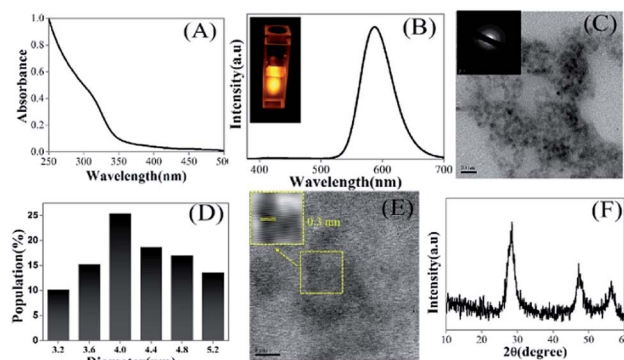 (A)
Absorbance
1.0
0.8
0.6
0.4
0.2
0.0
250 300 350 400 450 500
Wavelength(nm)
(B)
Intensity(a.u)
400 500 600 700
Wavelength(nm)
(C)
(D)
Population(%)
25
20
15
10
5
0
3.2 3.6 4.0 4.4 4.8 5.2
(E)
0.3 nm
(F)
Intensity(a.u)
10 20 30 40 50 60
2θ(degree)